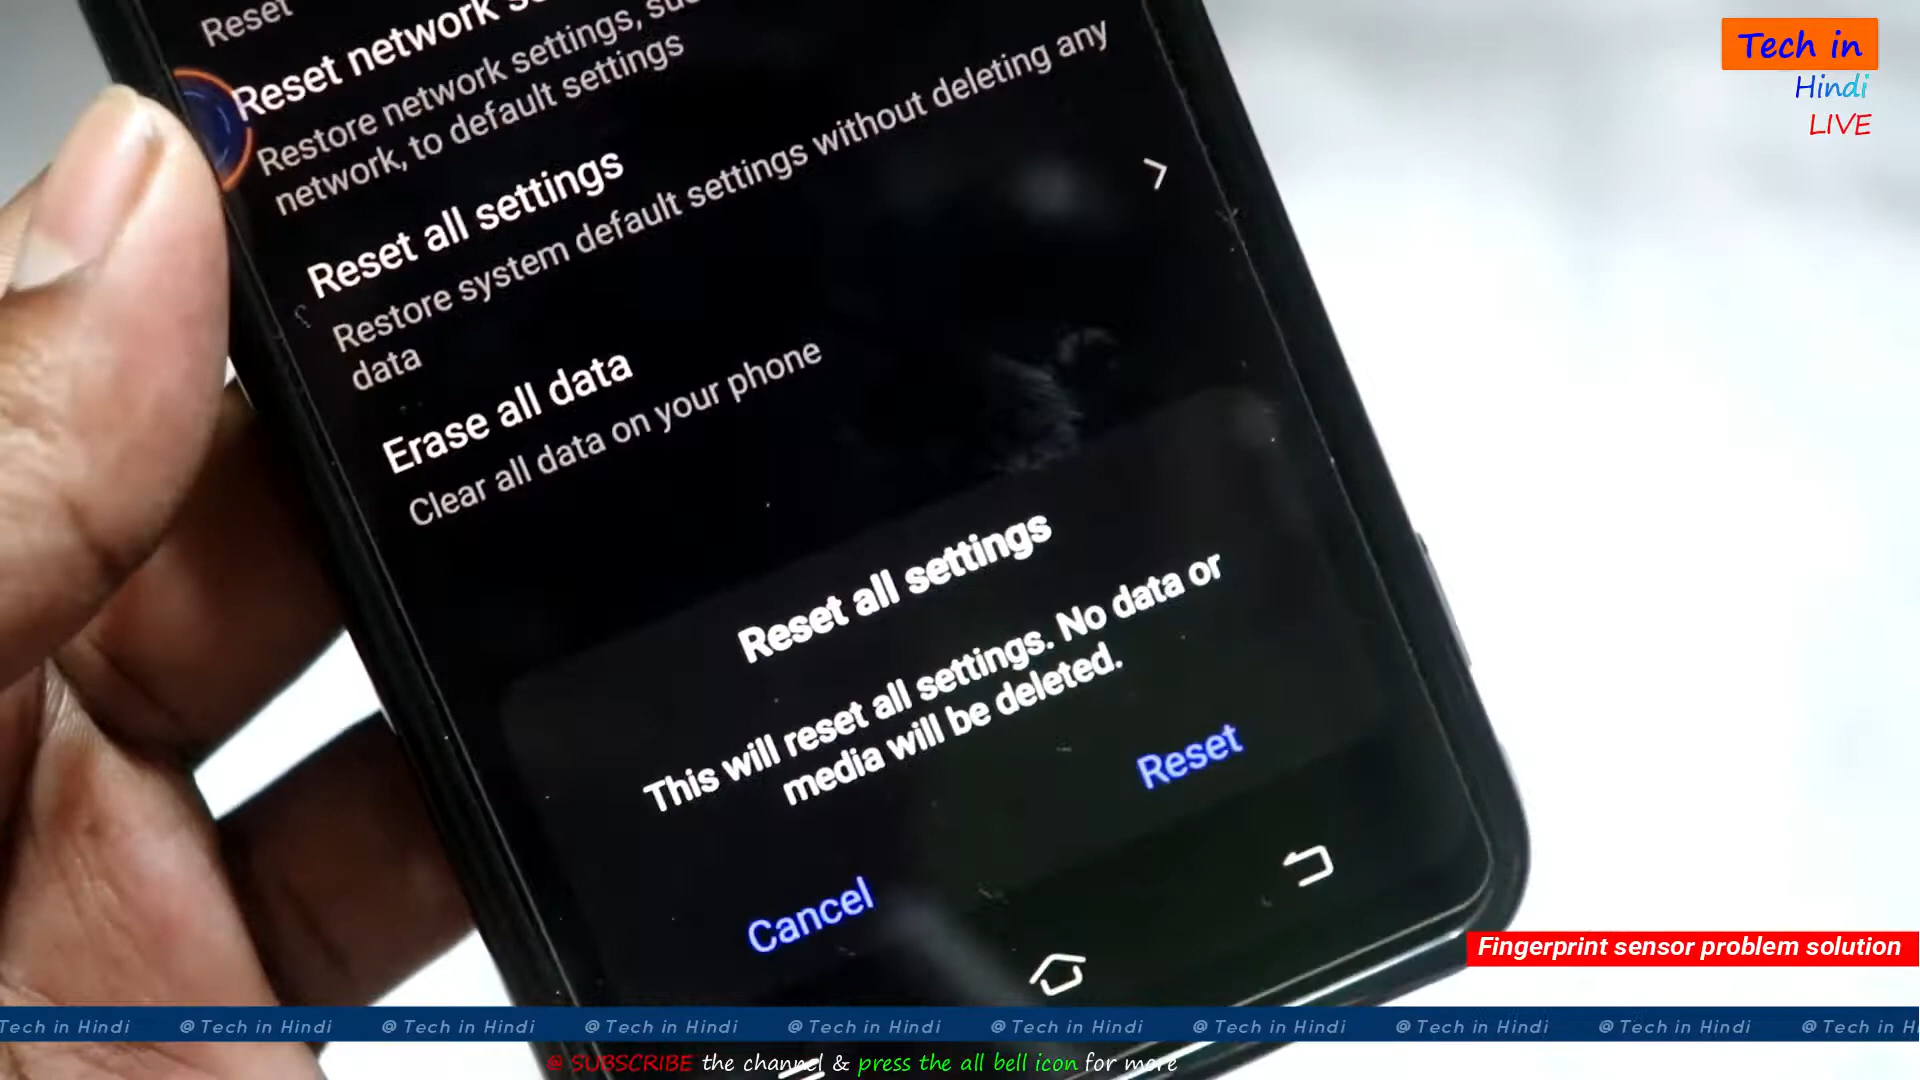 Reset
Reset network
Restore network settings,
network, to default settings
Reset all settings
Restore system default settings without deleting any
data
Erase all data
Clear all data on your phone
Reset all settings
This will reset all settings. No data or
media will be deleted.
Cancel
Reset
Tech in
Hindi
LIVE
Fingerprint sensor problem solution
Tech in Hindi @Tech in Hindi @Tech in Hindi @Tech in Hindi @Tech in Hindi @Tech in Hindi @Tech in Hindi @Tech in Hindi @Tech in Hindi @Tech in
@ SUBSCRIBE the channel & press the all bell icon for more